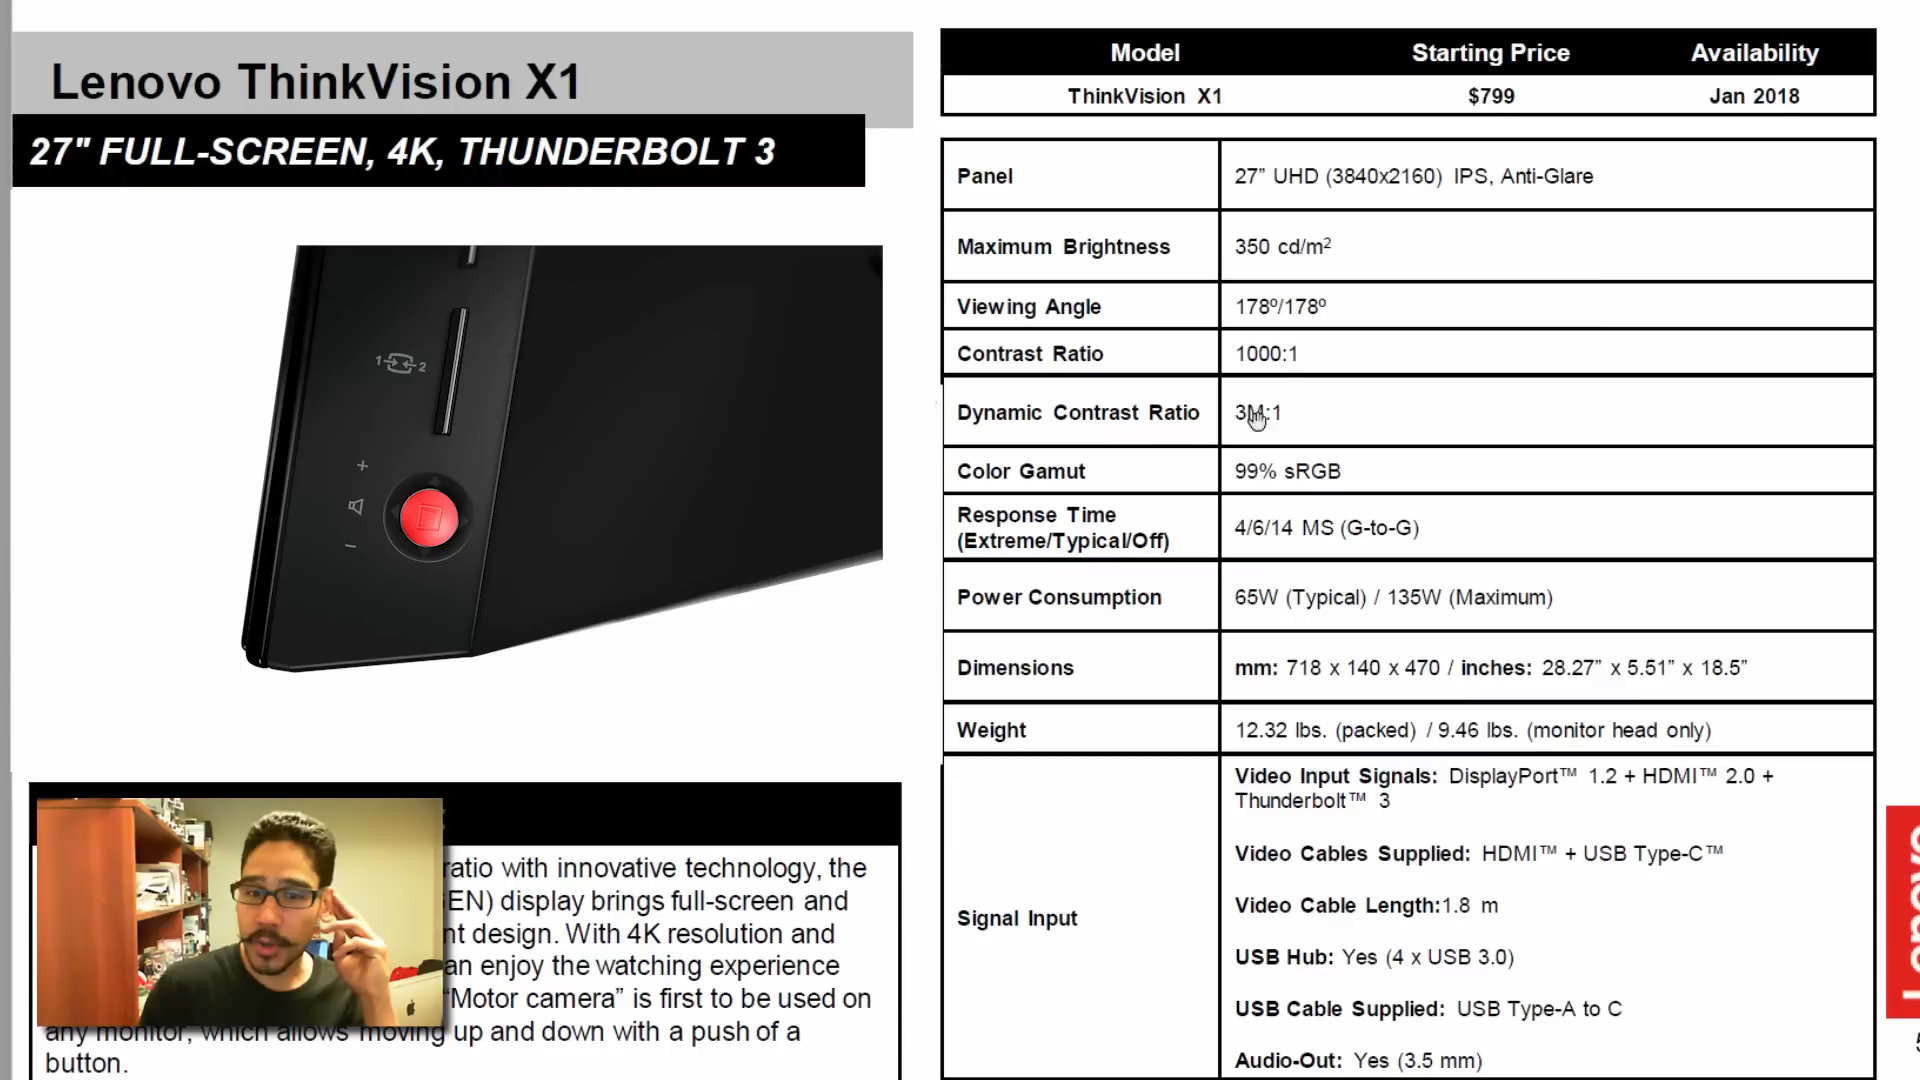 Lenovo ThinkVision X1
27" FULL-SCREEN, 4K, THUNDERBOLT 3
1 2
+
−
ratio with innovative technology, the
EN) display brings full-screen and
nt design. With 4K resolution and
an enjoy the watching experience
“Motor camera” is first to be used on
any monitor, which allows moving up and down with a push of a
button.
Model Starting Price Availability
ThinkVision X1 $799 Jan 2018
Panel 27” UHD (3840x2160) IPS, Anti-Glare
Maximum Brightness 350 cd/m²
Viewing Angle 178º/178º
Contrast Ratio 1000:1
Dynamic Contrast Ratio 3M:1
Color Gamut 99% sRGB
Response Time
(Extreme/Typical/Off) 4/6/14 MS (G-to-G)
Power Consumption 65W (Typical) / 135W (Maximum)
Dimensions mm: 718 x 140 x 470 / inches: 28.27” x 5.51” x 18.5”
Weight 12.32 lbs. (packed) / 9.46 lbs. (monitor head only)
Signal Input
Video Input Signals: DisplayPort™ 1.2 + HDMI™ 2.0 +
Thunderbolt™ 3
Video Cables Supplied: HDMI™ + USB Type-C™
Video Cable Length:1.8 m
USB Hub: Yes (4 x USB 3.0)
USB Cable Supplied: USB Type-A to C
Audio-Out: Yes (3.5 mm)